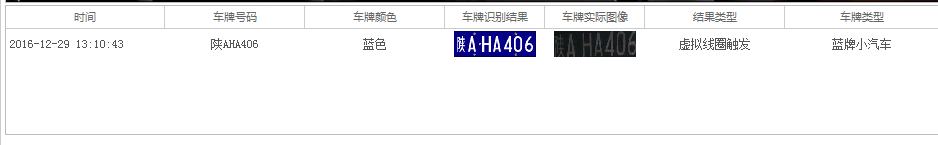 时间 车牌号码 车牌颜色 车牌识别结果 车牌实际图像 结果类型 车牌类型
2016-12-29 13:10:43 陕AHA406 蓝色 陕A·HA406 陕A HA406 虚拟线圈触发 蓝牌小汽车